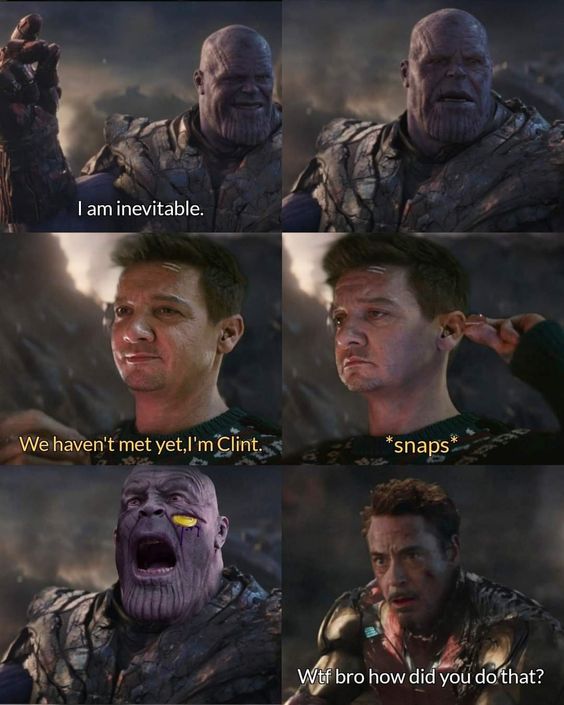 I am inevitable.
We haven't met yet,I'm Clint.
*snaps*
Wtf bro how did you do that?